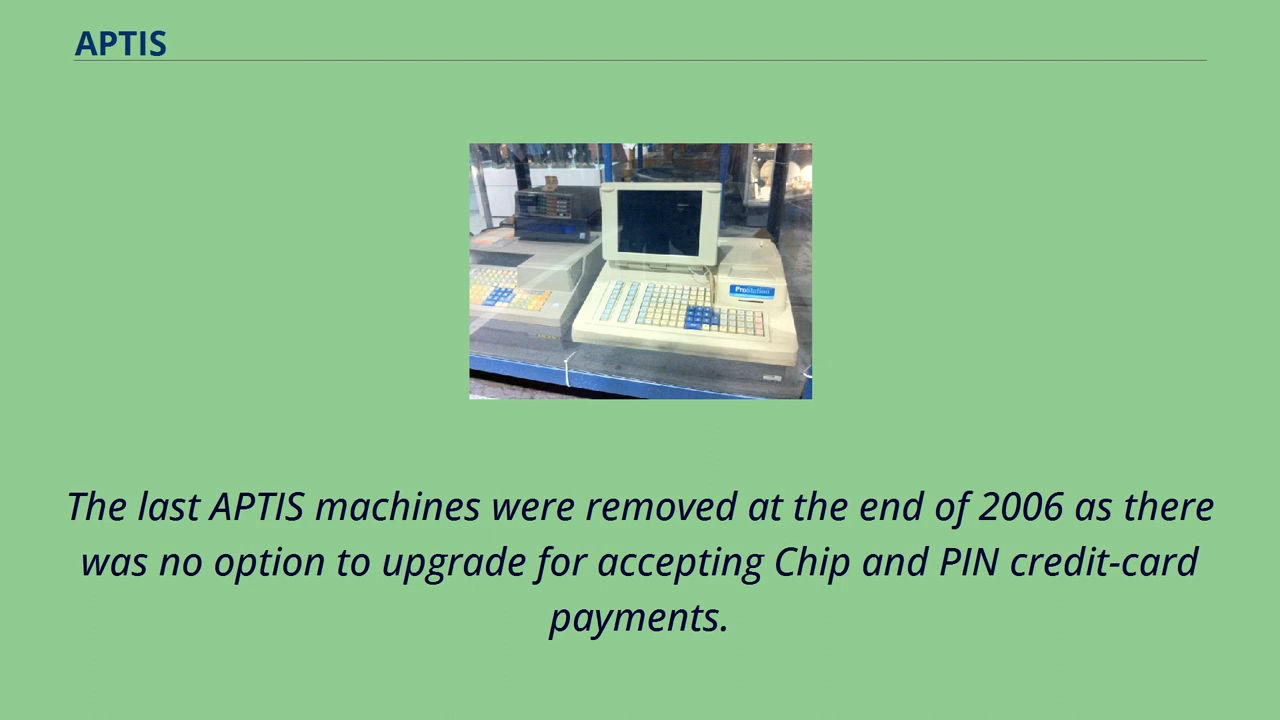 APTIS
ProStation
The last APTIS machines were removed at the end of 2006 as there
was no option to upgrade for accepting Chip and PIN credit-card
payments.